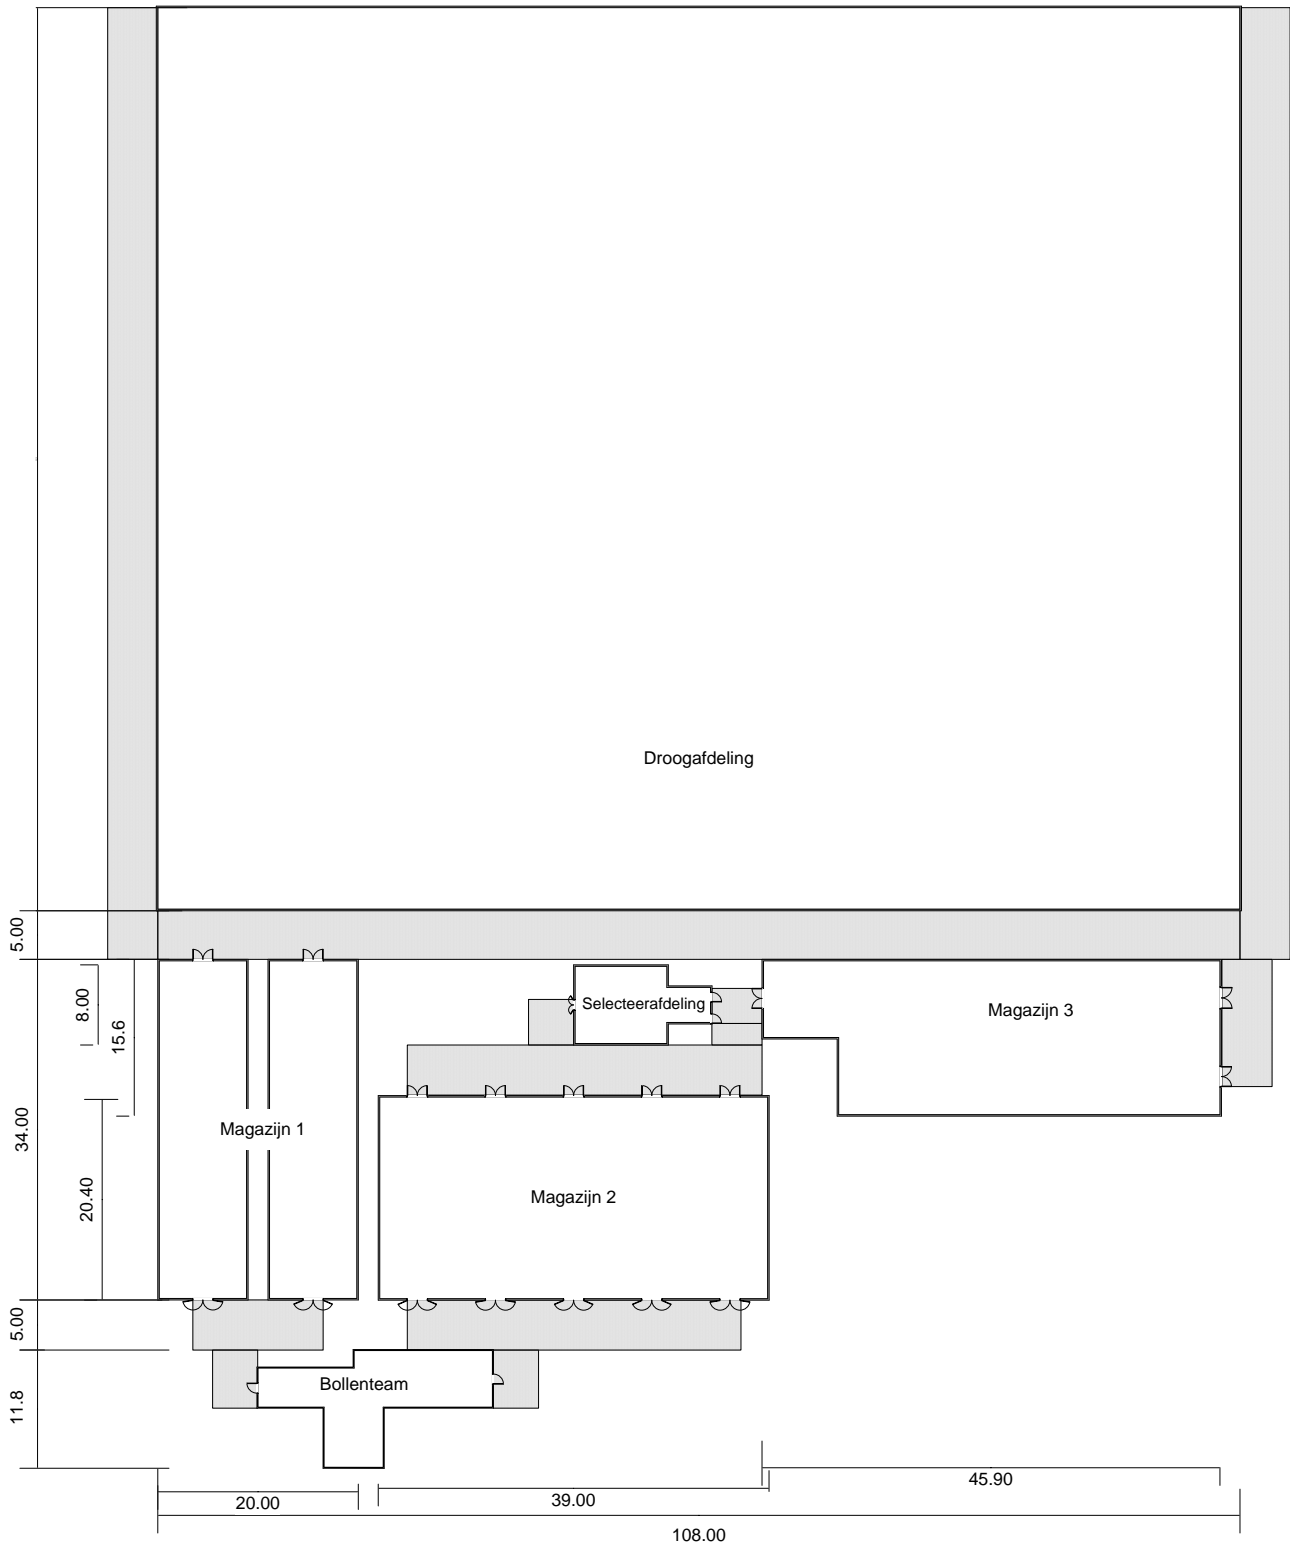 Droogafdeling
5.00
8.00
15.6
Selecteerafdeling
Magazijn 3
34.00
Magazijn 1
20.40
Magazijn 2
5.00
Bollenteam
11.8
45.90
20.00
39.00
108.00